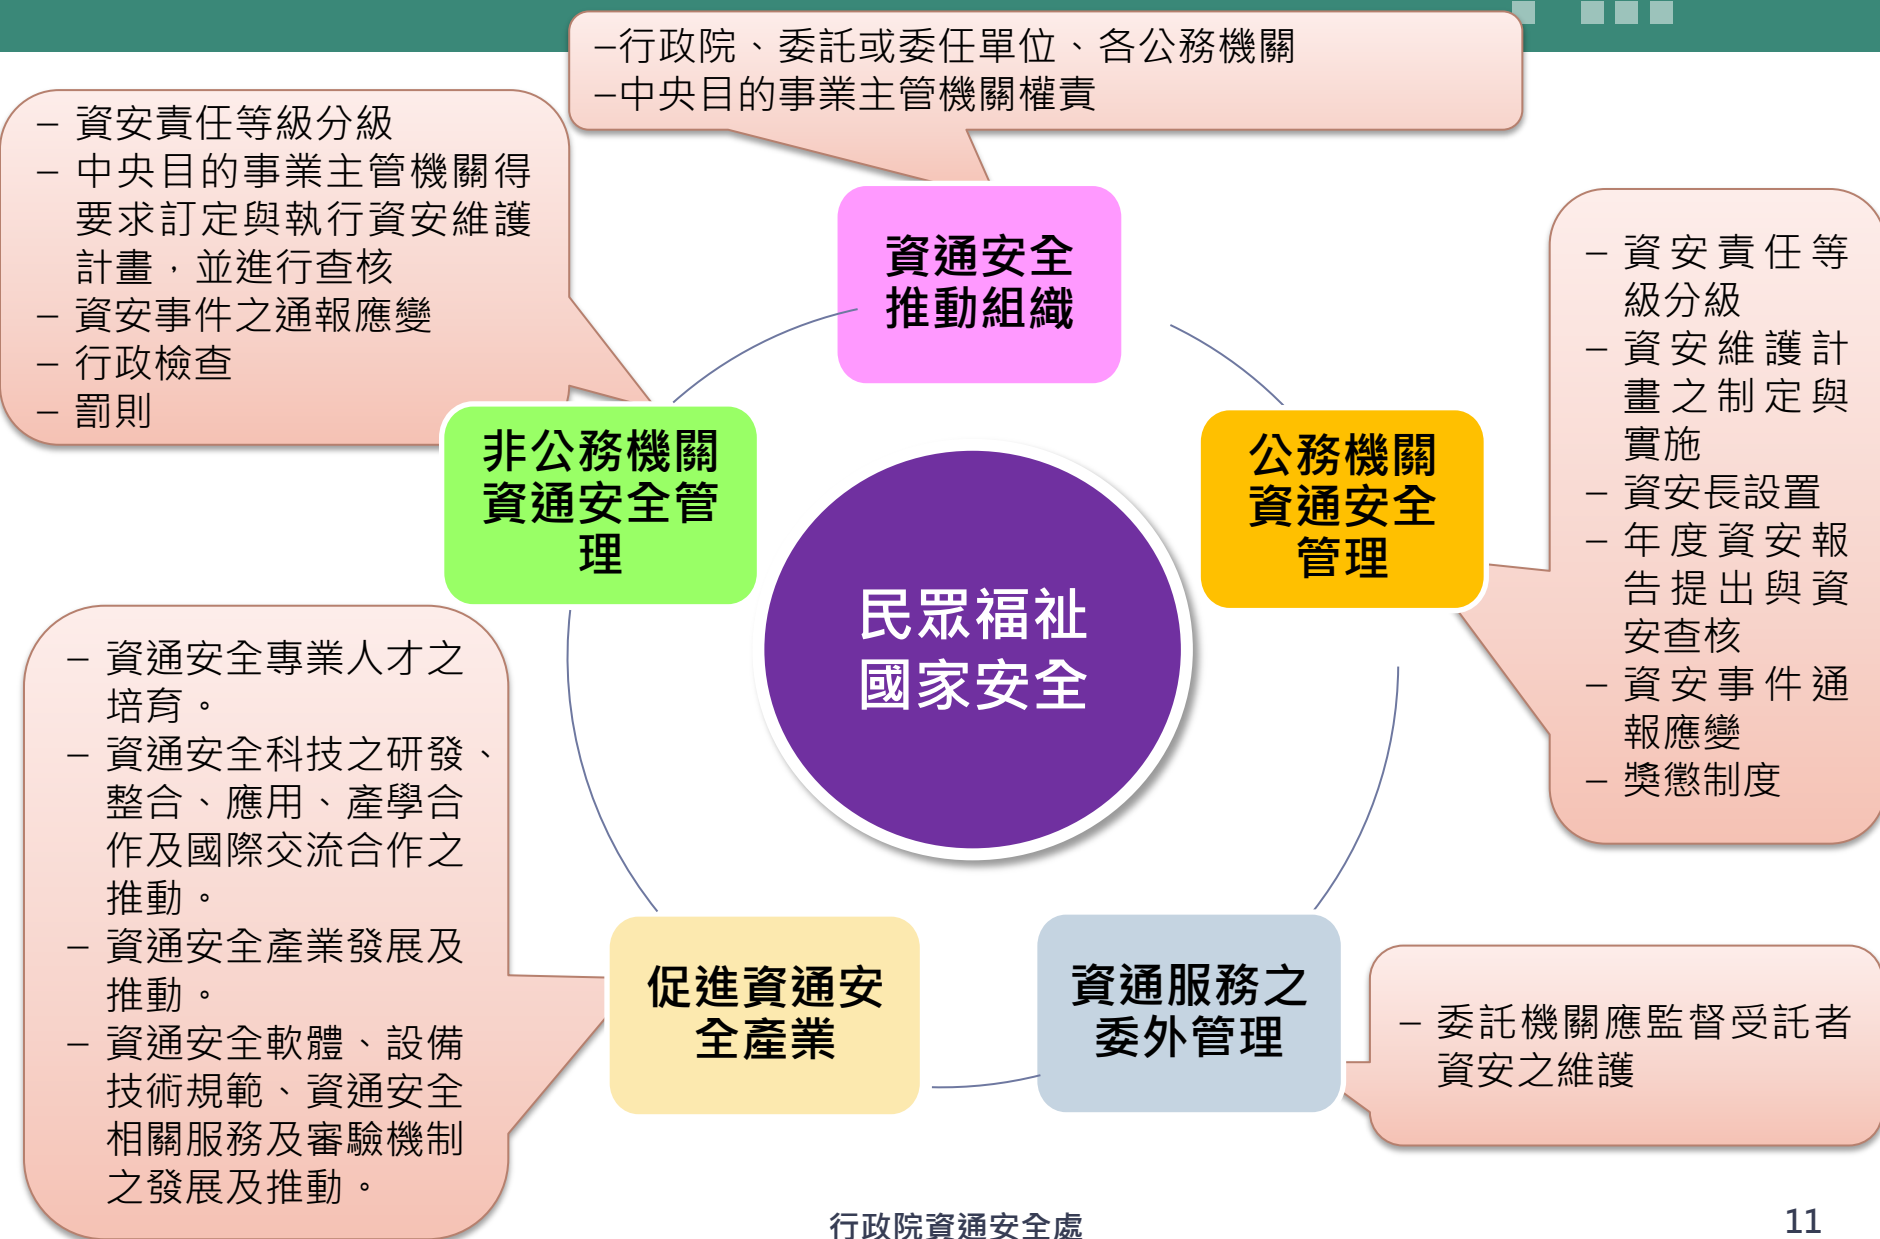 –行政院、委託或委任單位、各公務機關
–中央目的事業主管機關權責
– 資安責任等級分級
– 中央目的事業主管機關得
要求訂定與執行資安維護
計畫，並進行查核
– 資安事件之通報應變
– 行政檢查
– 罰則
資通安全
推動組織
– 資安責任等
級分級
– 資安維護計
畫之制定與
實施
– 資安長設置
– 年度資安報
告提出與資
安查核
– 資安事件通
報應變
– 獎懲制度
非公務機關
資通安全管
理
公務機關
資通安全
管理
民眾福祉
國家安全
– 資通安全專業人才之
培育。
– 資通安全科技之研發、
整合、應用、產學合
作及國際交流合作之
推動。
– 資通安全產業發展及
推動。
– 資通安全軟體、設備
技術規範、資通安全
相關服務及審驗機制
之發展及推動。
促進資通安
全產業
資通服務之
委外管理
– 委託機關應監督受託者
資安之維護
行政院資通安全處
11